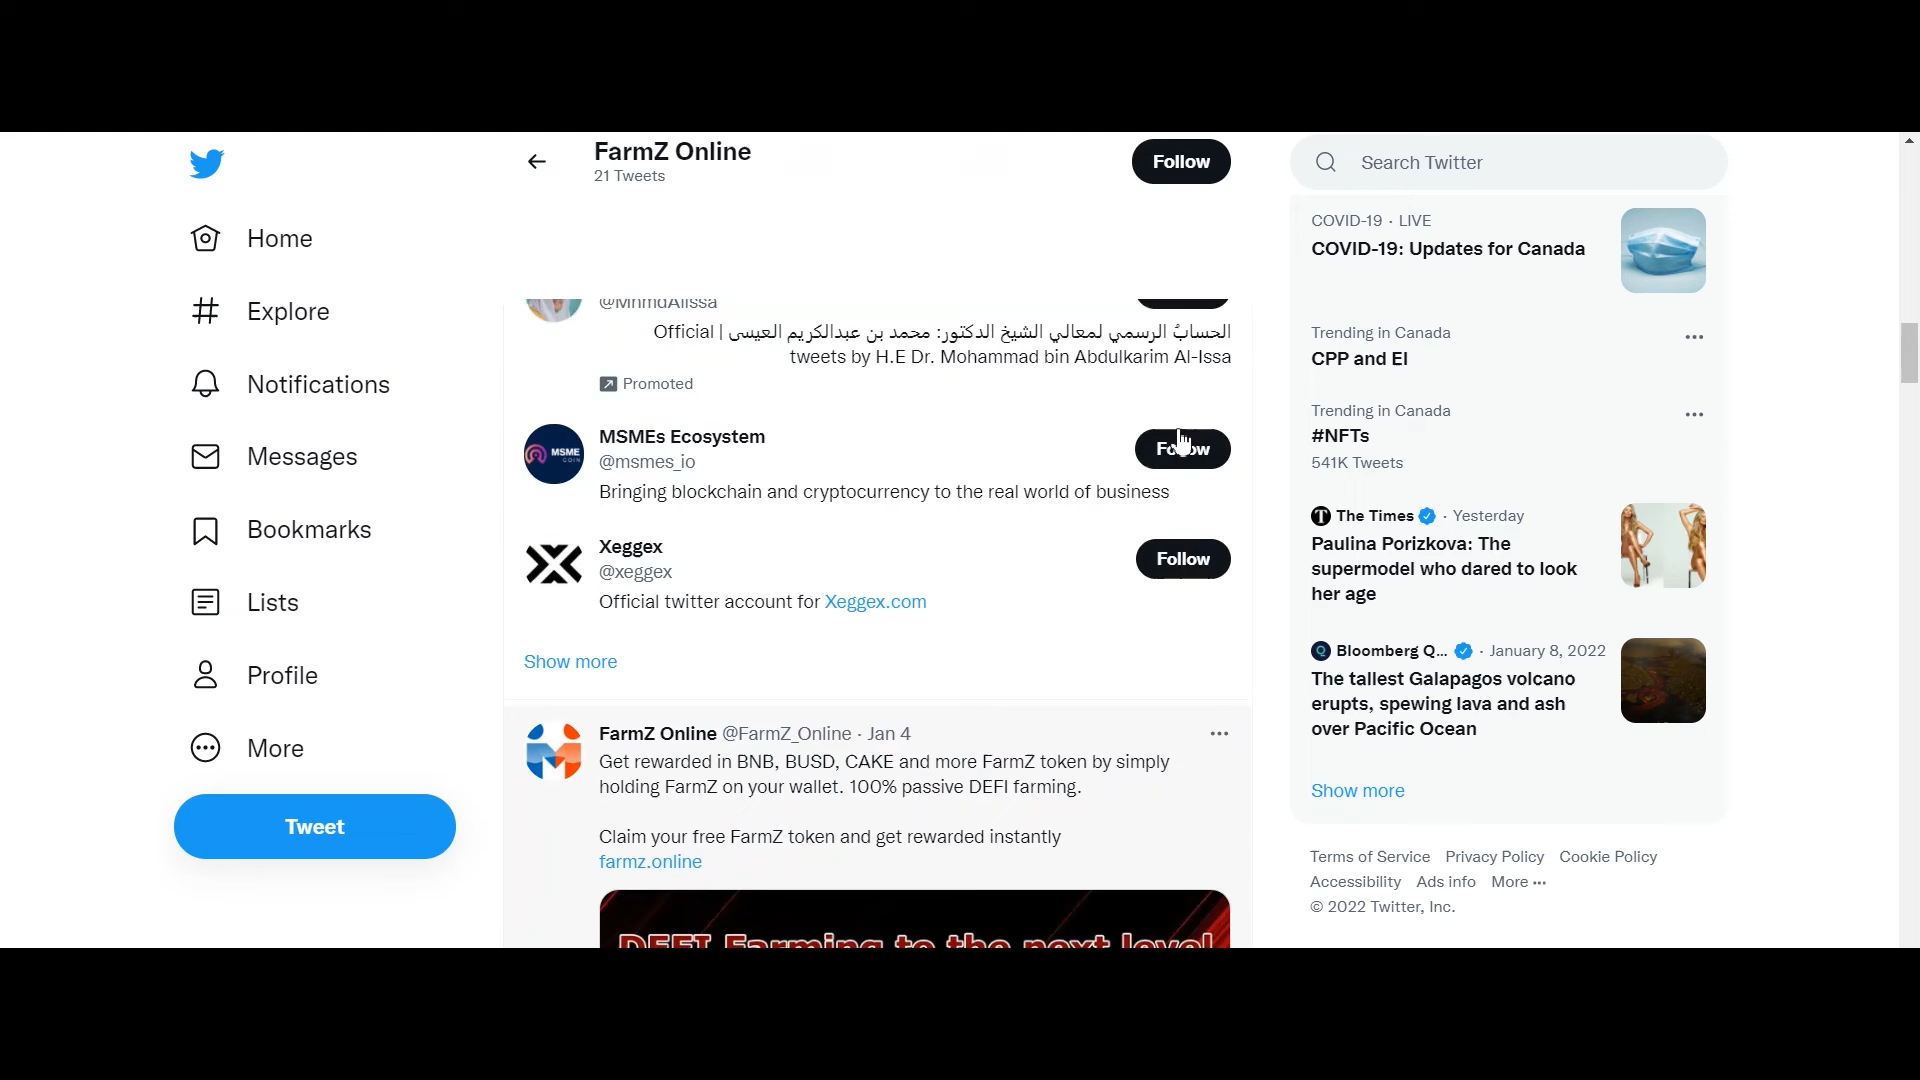 Home
Explore
Notifications
Messages
Bookmarks
Lists
Profile
More
Tweet
FarmZ Online
21 Tweets
Follow
@MhmdAlissa
الحسابُ الرسمي لمعالي الشيخ الدكتور: محمد بن عبدالكريم العيسى | Official
tweets by H.E Dr. Mohammad bin Abdulkarim Al-Issa
Promoted
MSME
COIN
MSMEs Ecosystem
@msmes_io
Follow
Bringing blockchain and cryptocurrency to the real world of business
Xeggex
@xeggex
Follow
Official twitter account for Xeggex.com
Show more
FarmZ Online @FarmZ_Online · Jan 4
Get rewarded in BNB, BUSD, CAKE and more FarmZ token by simply
holding FarmZ on your wallet. 100% passive DEFI farming.
Claim your free FarmZ token and get rewarded instantly
farmz.online
DEFI Farming to the next level
Search Twitter
COVID-19 · LIVE
COVID-19: Updates for Canada
Trending in Canada
CPP and EI
Trending in Canada
#NFTs
541K Tweets
The Times · Yesterday
Paulina Porizkova: The
supermodel who dared to look
her age
Bloomberg Q... · January 8, 2022
The tallest Galapagos volcano
erupts, spewing lava and ash
over Pacific Ocean
Show more
Terms of Service Privacy Policy Cookie Policy
Accessibility Ads info More ···
© 2022 Twitter, Inc.